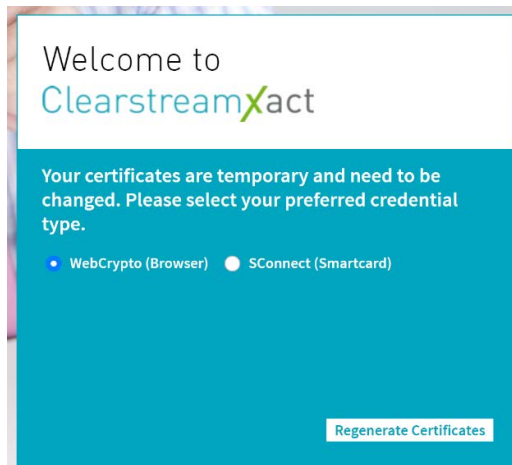 Welcome to
ClearstreamXact
Your certificates are temporary and need to be
changed. Please select your preferred credential
type.
WebCrypto (Browser) SConnect (Smartcard)
Regenerate Certificates